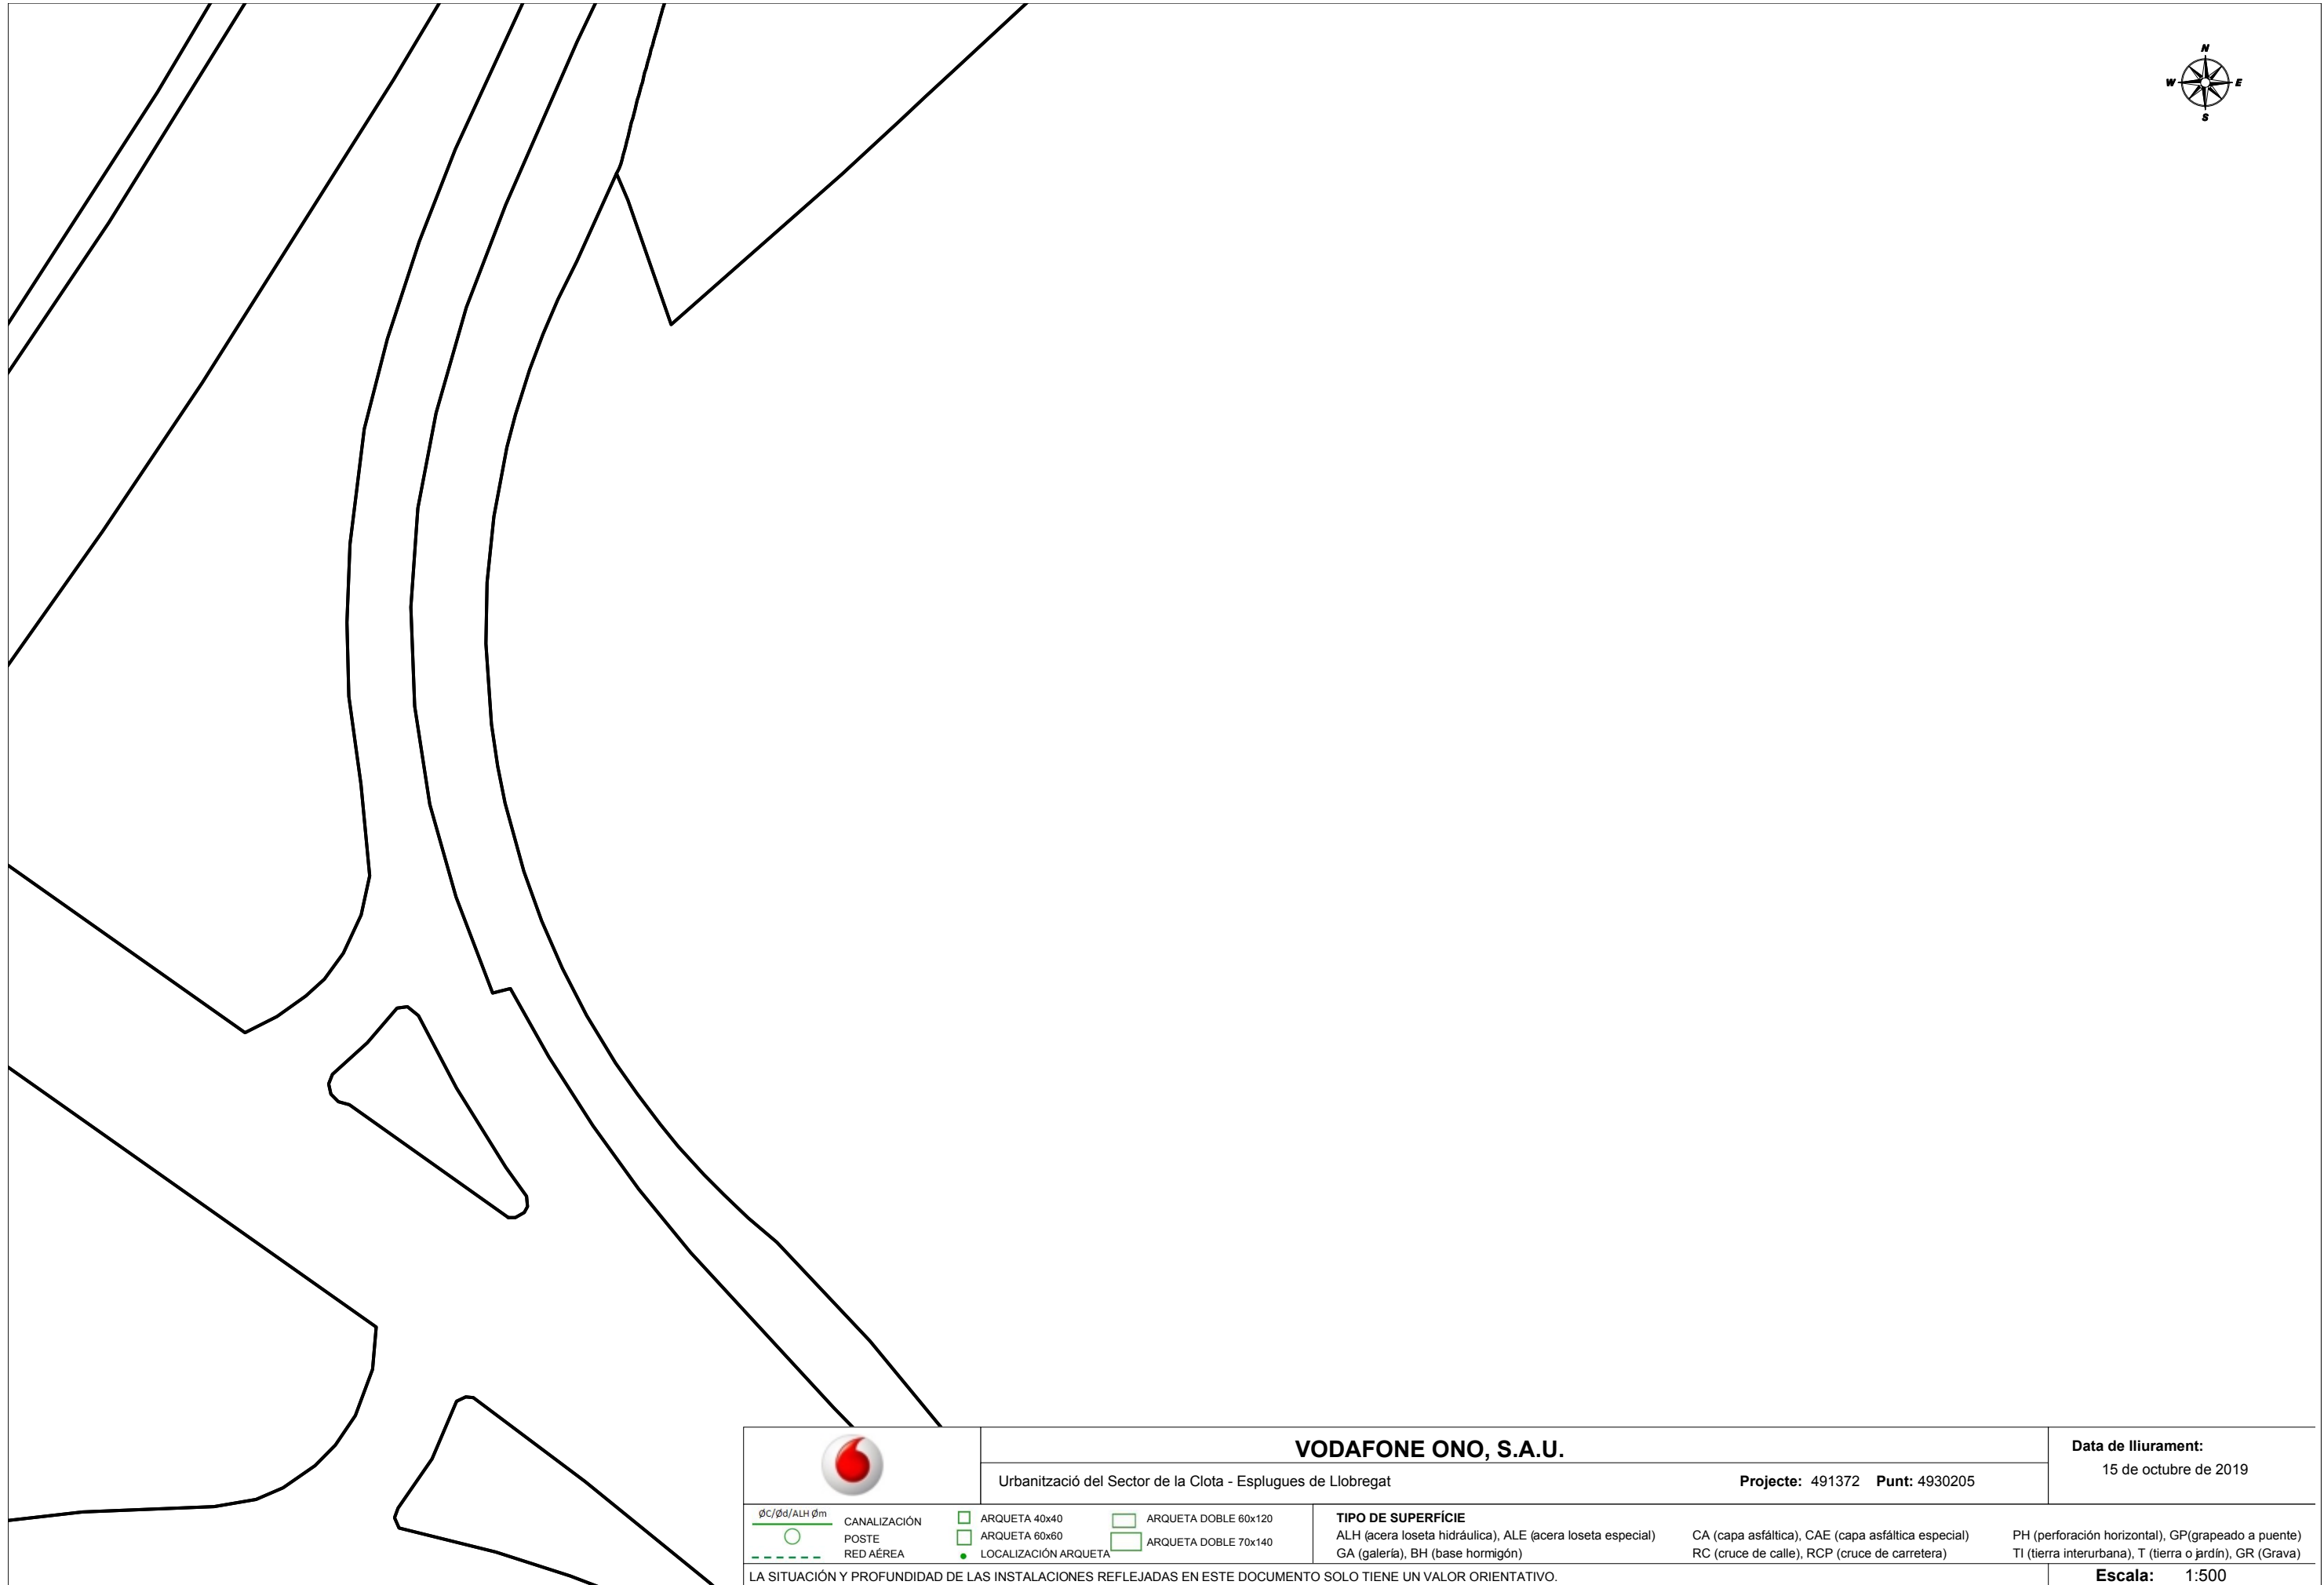 N
W E
S
VODAFONE ONO, S.A.U.
Data de lliurament:
15 de octubre de 2019
Urbanització del Sector de la Clota - Esplugues de Llobregat
Projecte: 491372 Punt: 4930205
ØC/Ød/ALH Øm CANALIZACIÓN
POSTE
RED AÉREA
ARQUETA 40x40
ARQUETA 60x60
LOCALIZACIÓN ARQUETA
ARQUETA DOBLE 60x120
ARQUETA DOBLE 70x140
TIPO DE SUPERFÍCIE
ALH (acera loseta hidráulica), ALE (acera loseta especial)
GA (galería), BH (base hormigón)
CA (capa asfáltica), CAE (capa asfáltica especial)
RC (cruce de calle), RCP (cruce de carretera)
PH (perforación horizontal), GP(grapeado a puente)
TI (tierra interurbana), T (tierra o jardín), GR (Grava)
LA SITUACIÓN Y PROFUNDIDAD DE LAS INSTALACIONES REFLEJADAS EN ESTE DOCUMENTO SOLO TIENE UN VALOR ORIENTATIVO.
Escala: 1:500